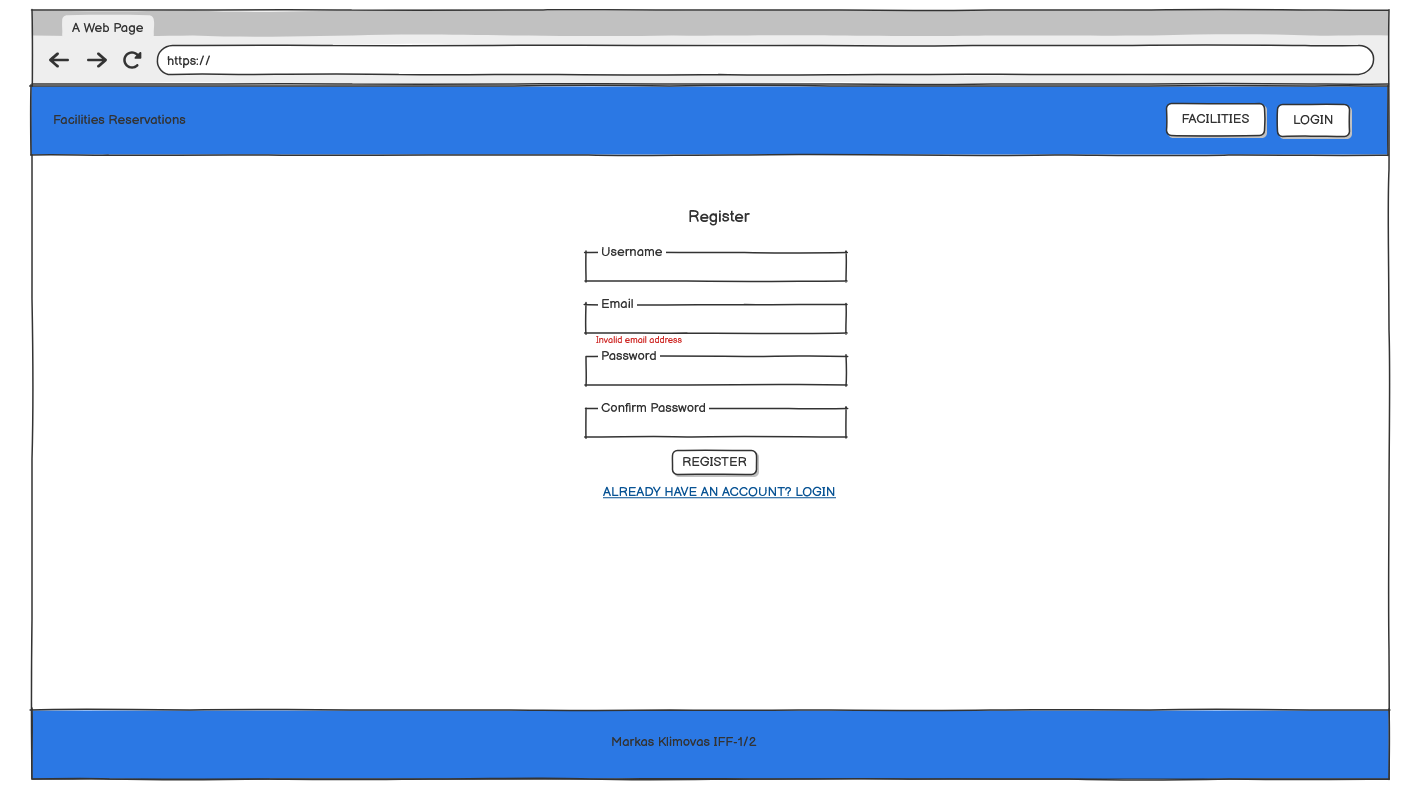 A Web Page
https://
Facilities Reservations
FACILITIES
LOGIN
Register
Username
Email
Invalid email address
Password
Confirm Password
REGISTER
ALREADY HAVE AN ACCOUNT? LOGIN
Markas Klimovas IFF-1/2